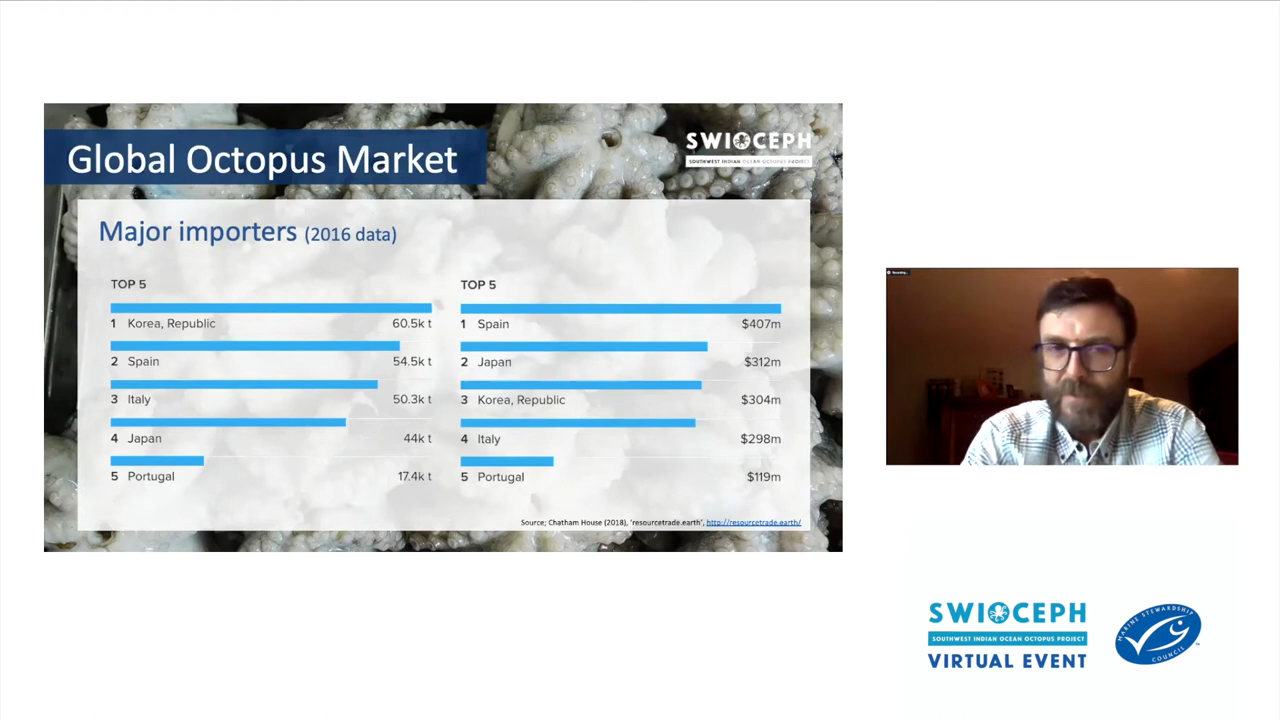 Global Octopus Market
SWIOCEPH
SOUTHWEST INDIAN OCEAN OCTOPUS PROJECT
Major importers (2016 data)
TOP 5
1 Korea, Republic 60.5k t
2 Spain 54.5k t
3 Italy 50.3k t
4 Japan 44k t
5 Portugal 17.4k t
TOP 5
1 Spain $407m
2 Japan $312m
3 Korea, Republic $304m
4 Italy $298m
5 Portugal $119m
Source; Chatham House (2018), 'resourcetrade.earth', http://resourcetrade.earth/
Recording...
SWIOCEPH
SOUTHWEST INDIAN OCEAN OCTOPUS PROJECT
VIRTUAL EVENT
MARINE STEWARDSHIP
COUNCIL
TM